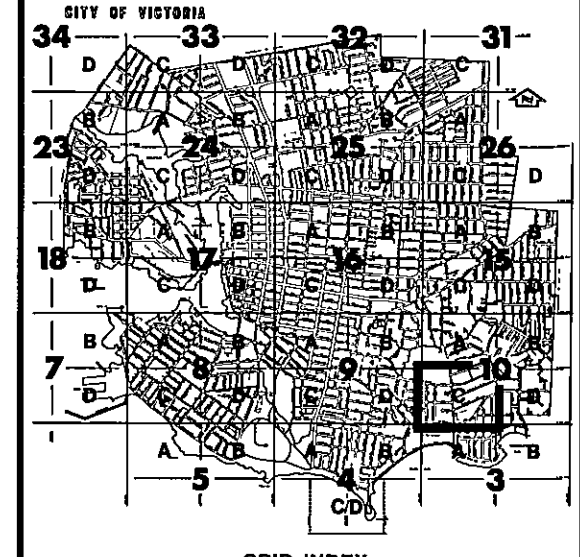 CITY OF VICTORIA
34 33 32 31
D C D C D C
B A B A B A
23 24 25 26
D C D C D C D
B A B A B A B
18 17 16 15
D C D C D D D
B A B A B A B
7 8 9 10
D C D C D C D
A B A B A B
5 4 3
C/D
GRID INDEX